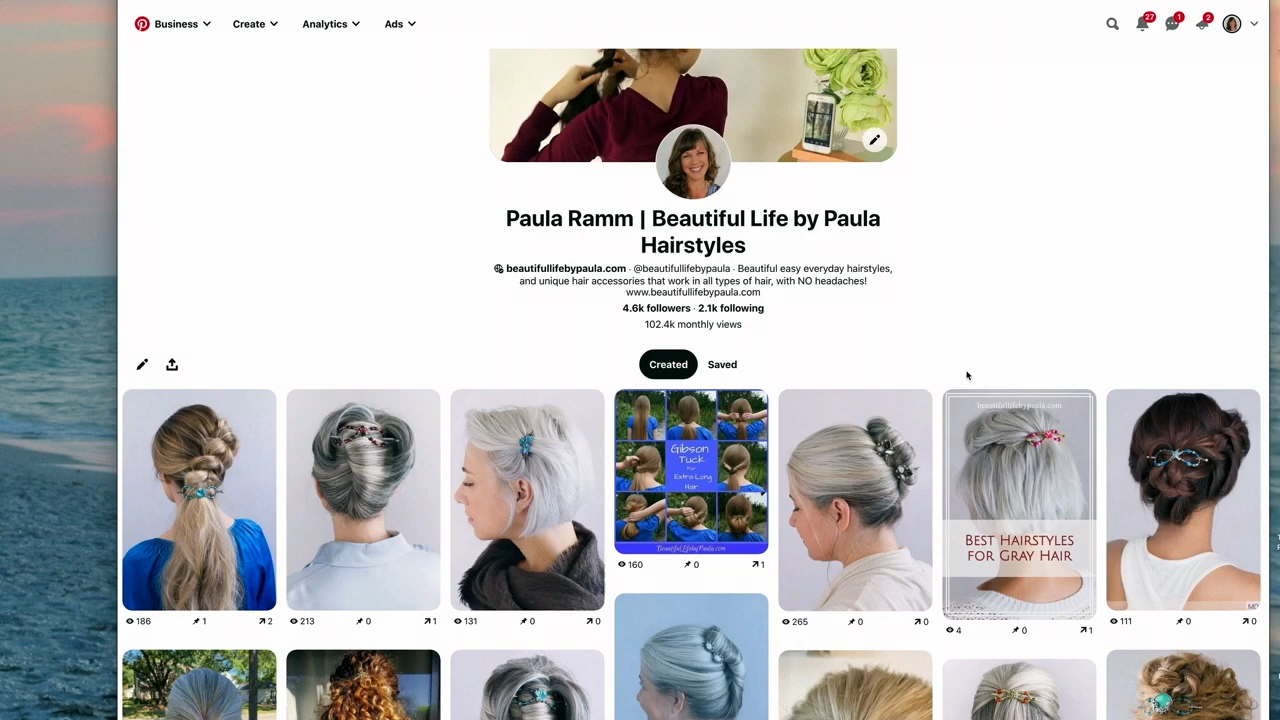 Business
Create
Analytics
Ads
27
1
2
Paula Ramm | Beautiful Life by Paula
Hairstyles
beautifullifebypaula.com · @beautifullifebypaula · Beautiful easy everyday hairstyles,
and unique hair accessories that work in all types of hair, with NO headaches!
www.beautifullifebypaula.com
4.6k followers · 2.1k following
102.4k monthly views
Created
Saved
Gibson
Tuck
For
Extra-Long
Hair
BeautifulLifebyPaula.com
beautifullifebypaula.com
BEST HAIRSTYLES
FOR GRAY HAIR
160 0 1
186 1 2
213 0 1
131 0 0
265 0 0
4 0 1
111 0 0